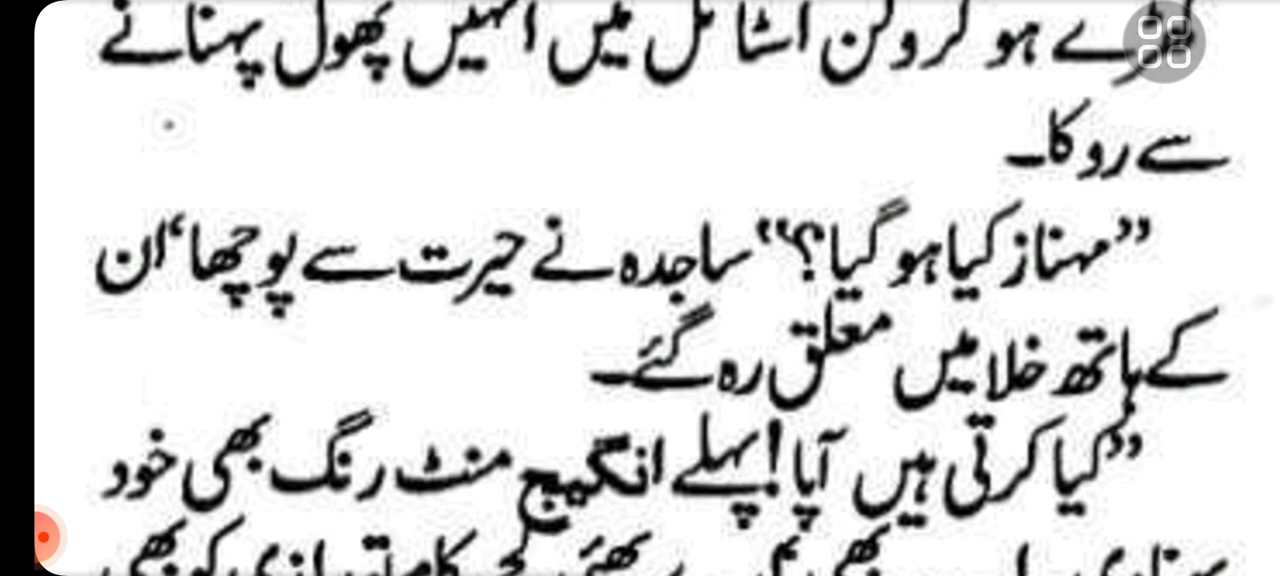 ہو کر ولن اسٹائل میں انہیں پھول پہنانے
سے روکا۔
”مہناز کیا ہو گیا؟“ ساجدہ نے حیرت سے پوچھا‘ ان
کے ہاتھ خلا میں معلق رہ گئے۔
”کیا کرتی ہیں آپا! پہلے انگیج منٹ رنگ بھی خود